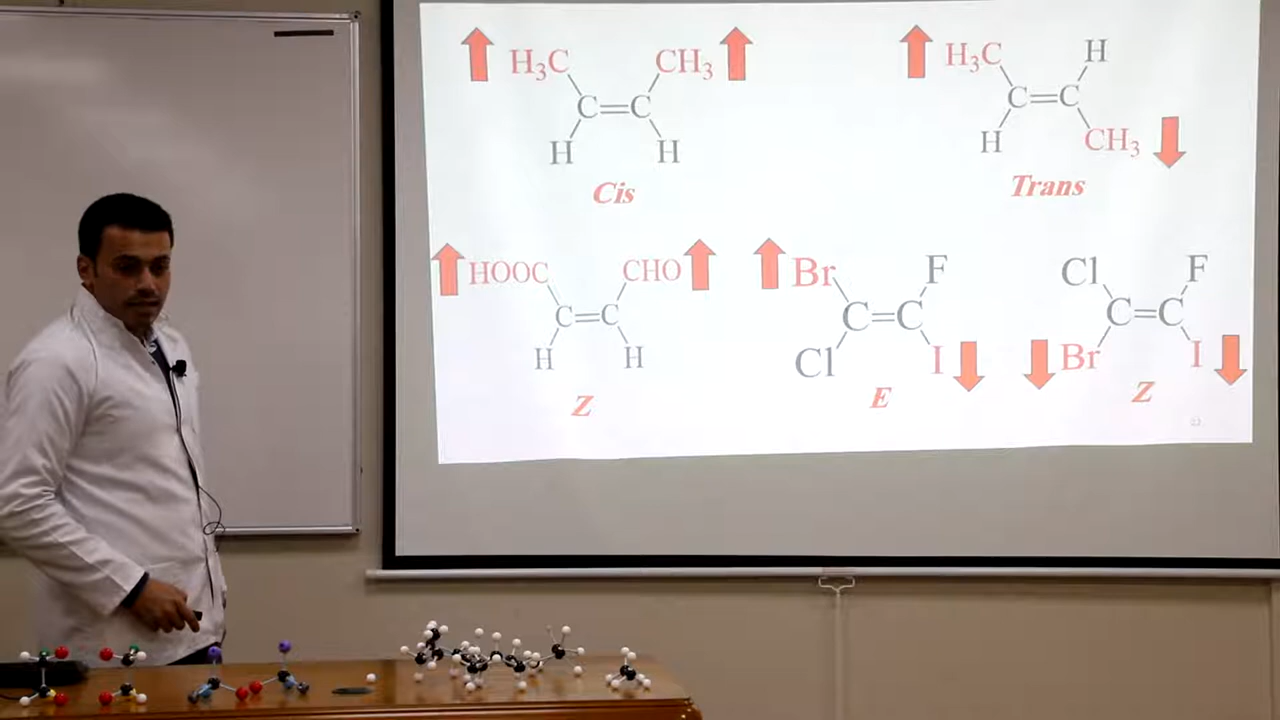 H₃C CH₃
C=C
H H
Cis
H₃C H
C=C
H CH₃
Trans
HOOC CHO
C=C
H H
Z
Br F
C=C
Cl I
E
Cl F
C=C
Br I
Z